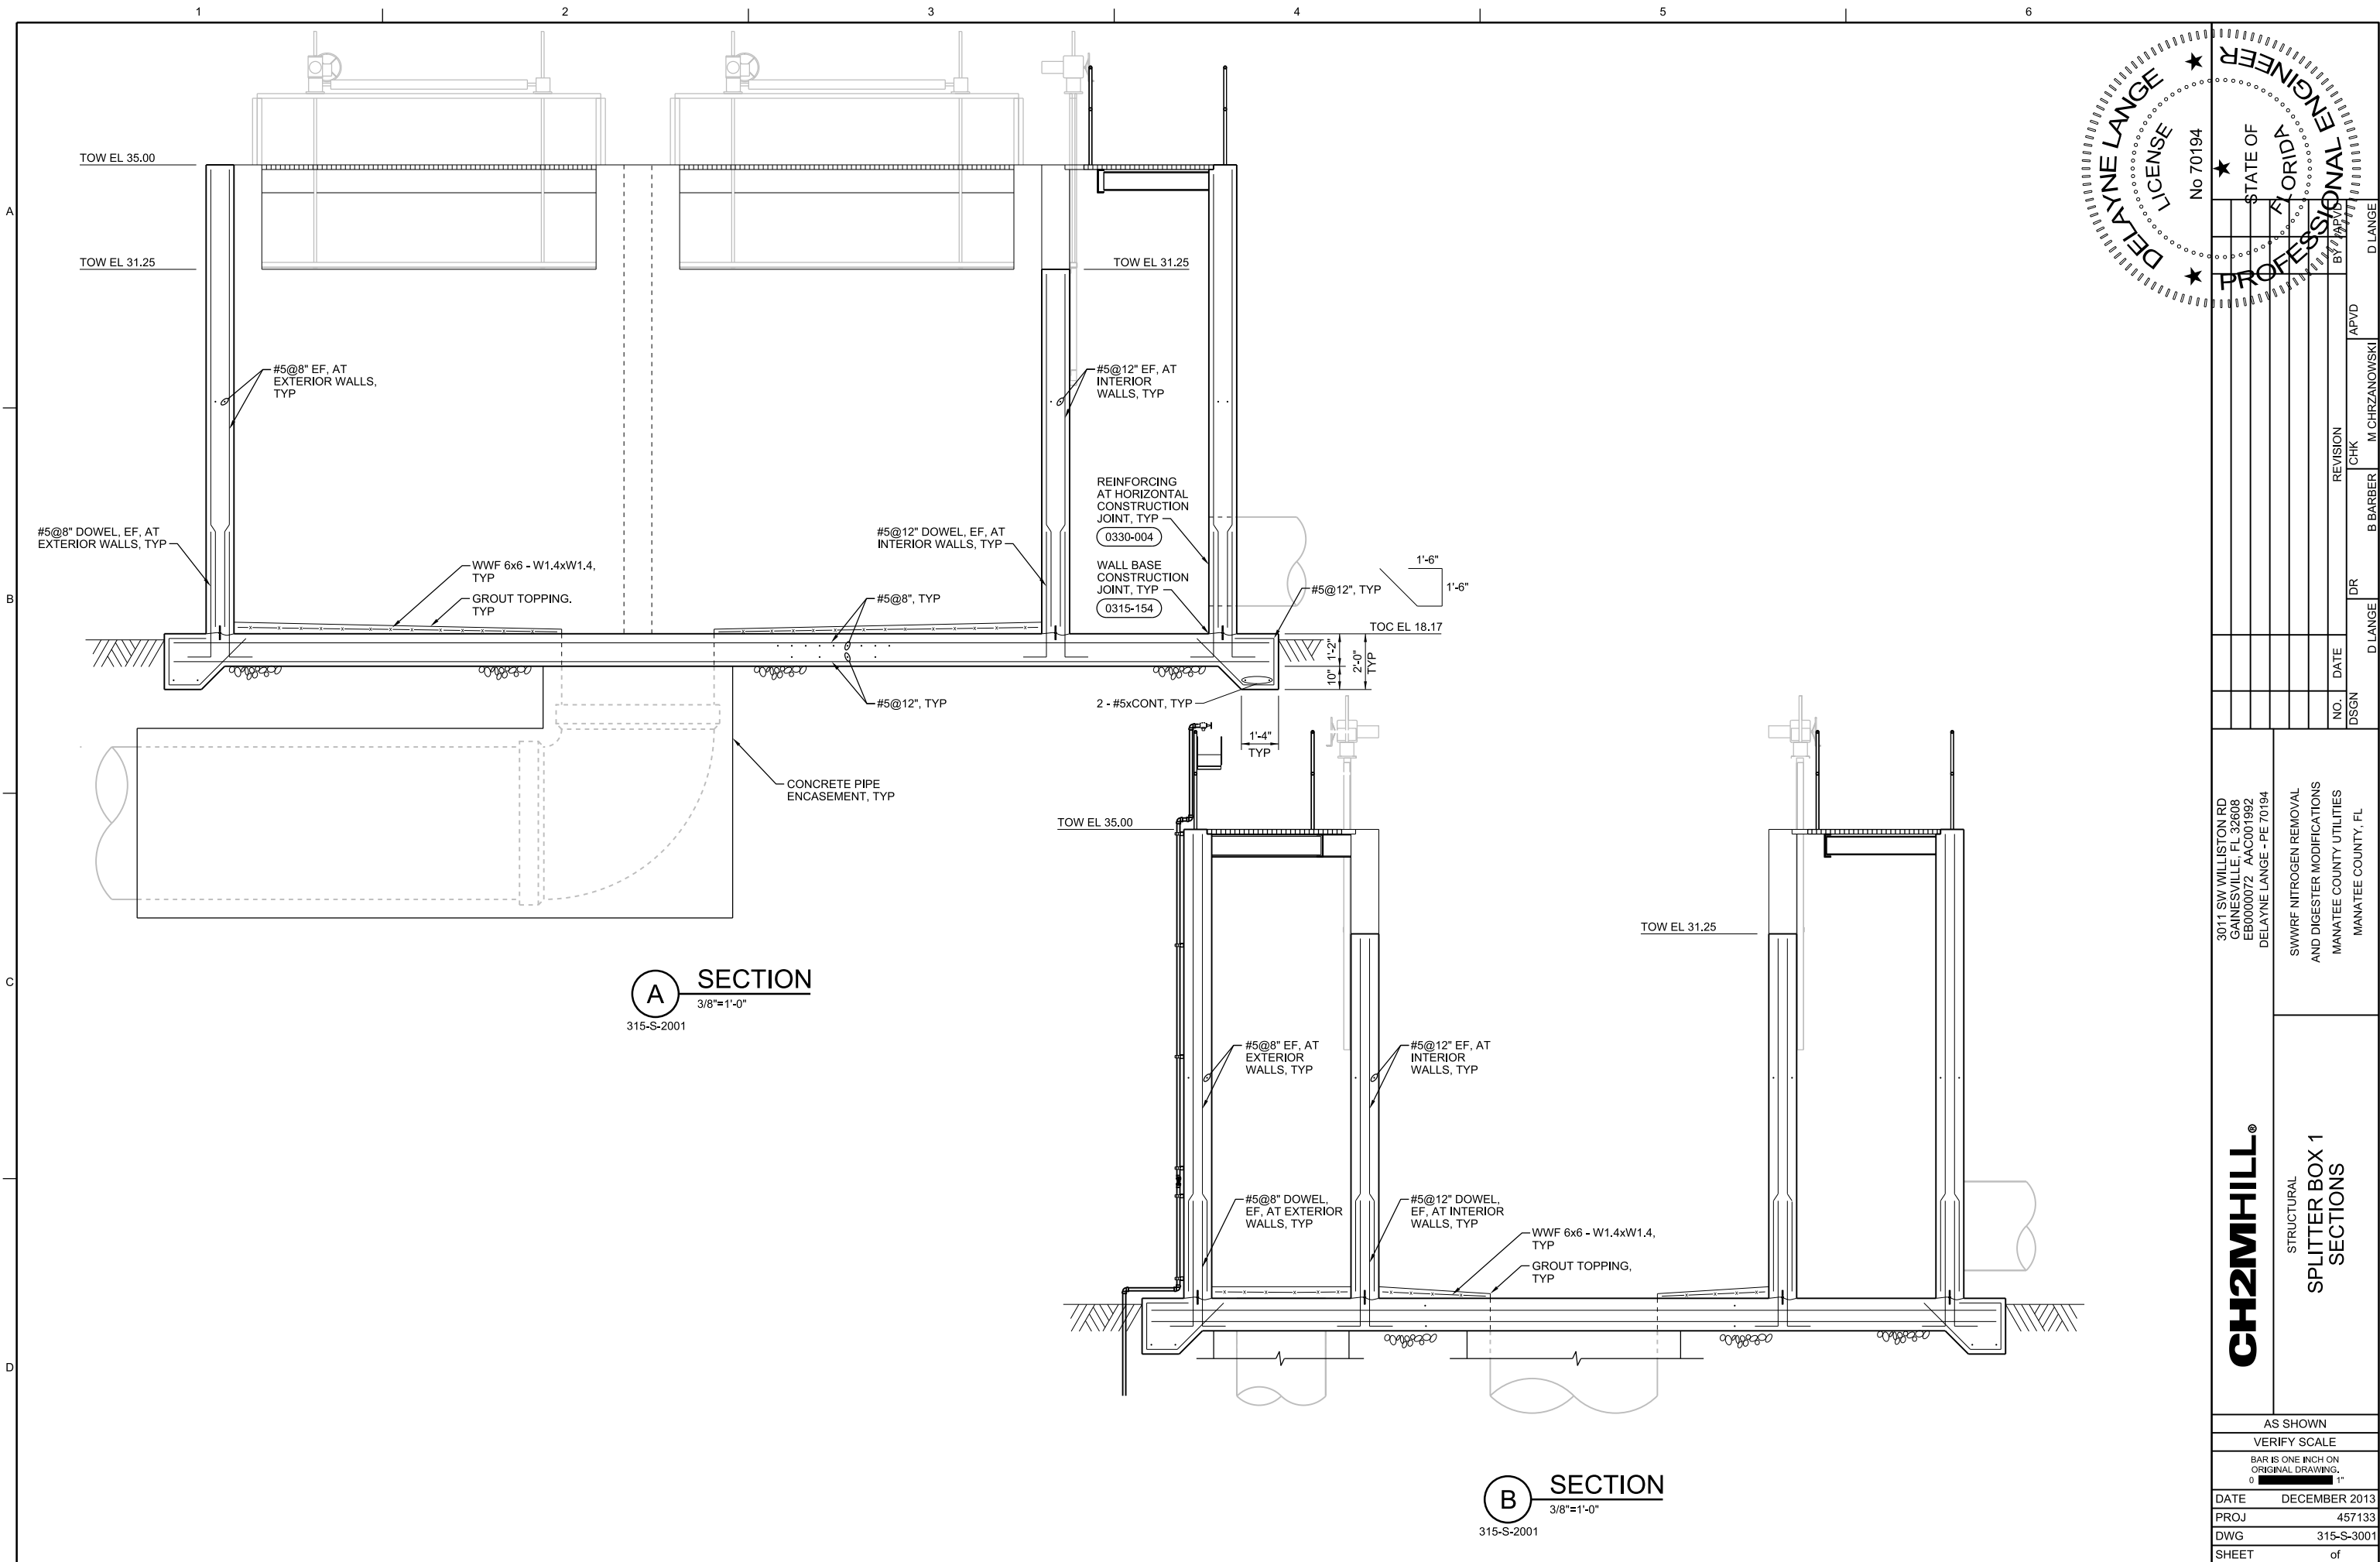 1
2
3
4
5
6
A
B
C
D
TOW EL 35.00
TOW EL 31.25
TOW EL 31.25
#5@8" EF, AT
EXTERIOR WALLS,
TYP
#5@12" EF, AT
INTERIOR
WALLS, TYP
REINFORCING
AT HORIZONTAL
CONSTRUCTION
JOINT, TYP
0330-004
#5@8" DOWEL, EF, AT
EXTERIOR WALLS, TYP
#5@12" DOWEL, EF, AT
INTERIOR WALLS, TYP
WALL BASE
CONSTRUCTION
JOINT, TYP
0315-154
WWF 6x6 - W1.4xW1.4,
TYP
GROUT TOPPING.
TYP
#5@8", TYP
#5@12", TYP
1'-6"
1'-6"
TOC EL 18.17
1'-2"
10"
2'-0"
TYP
#5@12", TYP
2 - #5xCONT, TYP
1'-4"
TYP
CONCRETE PIPE
ENCASEMENT, TYP
A
SECTION
3/8"=1'-0"
315-S-2001
TOW EL 35.00
TOW EL 31.25
#5@8" EF, AT
EXTERIOR
WALLS, TYP
#5@12" EF, AT
INTERIOR
WALLS, TYP
#5@8" DOWEL,
EF, AT EXTERIOR
WALLS, TYP
#5@12" DOWEL,
EF, AT INTERIOR
WALLS, TYP
WWF 6x6 - W1.4xW1.4,
TYP
GROUT TOPPING,
TYP
B
SECTION
3/8"=1'-0"
315-S-2001
DELAYNE LANGE
LICENSE
No 70194
STATE OF
FLORIDA
PROFESSIONAL ENGINEER
NO.
DATE
REVISION
BY
APVD
DSGN
D LANGE
DR
B BARBER
CHK
M CHRZANOWSKI
APVD
D LANGE
3011 SW WILLISTON RD
GAINESVILLE, FL 32608
EB0000072 AAC001992
DELAYNE LANGE - PE 70194
SWWRF NITROGEN REMOVAL
AND DIGESTER MODIFICATIONS
MANATEE COUNTY UTILITIES
MANATEE COUNTY, FL
CH2MHILL®
STRUCTURAL
SPLITTER BOX 1
SECTIONS
AS SHOWN
VERIFY SCALE
BAR IS ONE INCH ON
ORIGINAL DRAWING.
0 1"
DATE DECEMBER 2013
PROJ 457133
DWG 315-S-3001
SHEET of